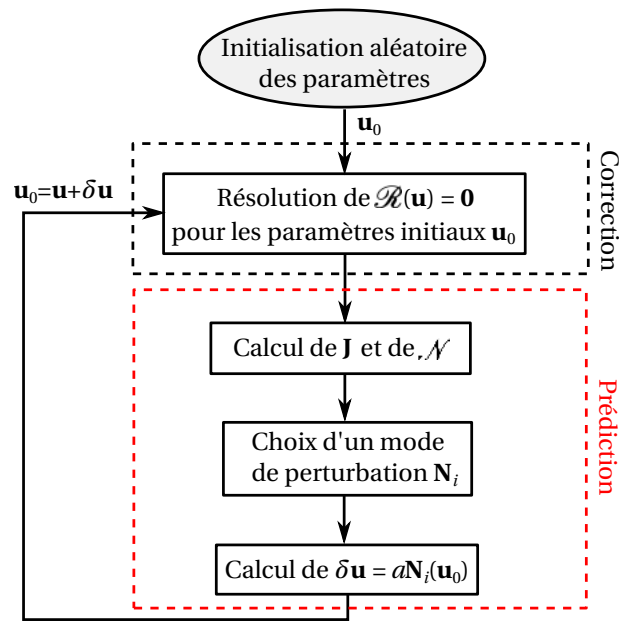 Initialisation aléatoire
des paramètres
u₀
Correction
u₀=u+δu
Résolution de ℛ(u) = 0
pour les paramètres initiaux u₀
Prédiction
Calcul de J et de 𝒩
Choix d'un mode
de perturbation Nᵢ
Calcul de δu = aNᵢ(u₀)